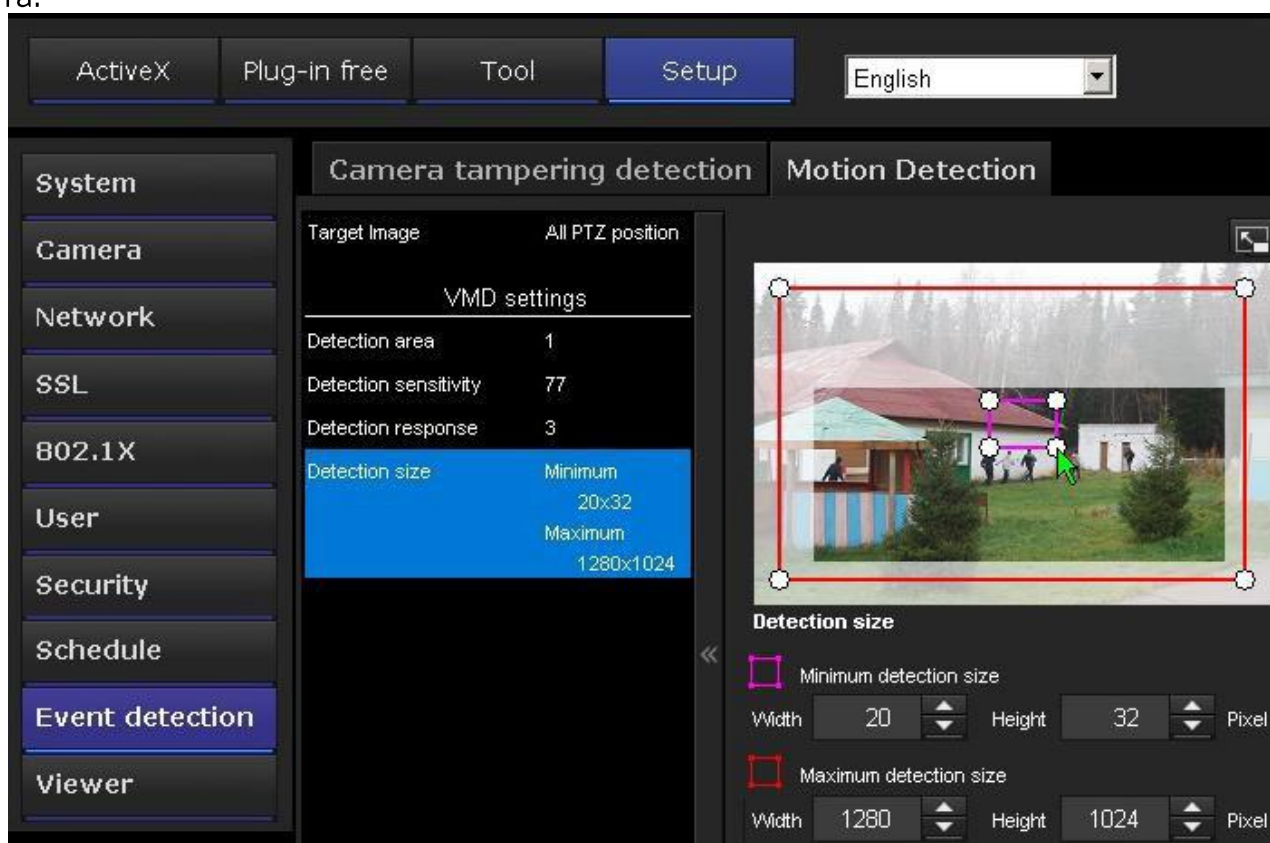 ra.
ActiveX Plug-in free Tool Setup English
System
Camera
Network
SSL
802.1X
User
Security
Schedule
Event detection
Viewer
Camera tampering detection Motion Detection
Target Image All PTZ position
VMD settings
Detection area 1
Detection sensitivity 77
Detection response 3
Detection size Minimum
20x32
Maximum
1280x1024
«
Detection size
Minimum detection size
Width 20 Height 32 Pixel
Maximum detection size
Width 1280 Height 1024 Pixel